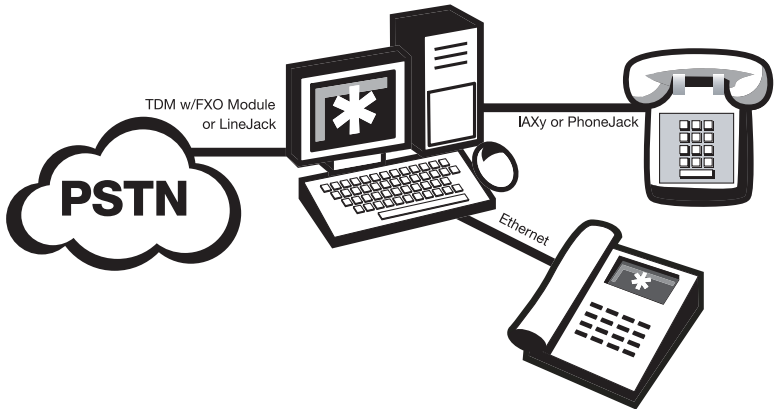 TDM w/FXO Module
or LineJack
IAXy or PhoneJack
PSTN
Ethernet